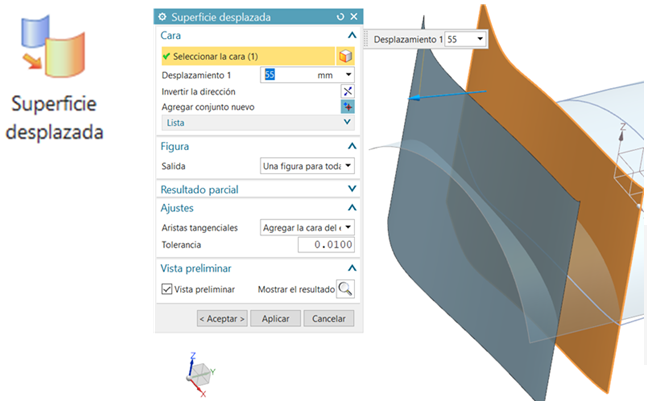 Superficie
desplazada
Superficie desplazada
Cara
Seleccionar la cara (1)
Desplazamiento 1 55 mm
Invertir la dirección
Agregar conjunto nuevo
Lista
Figura
Salida Una figura para toda
Resultado parcial
Ajustes
Aristas tangenciales Agregar la cara del
Tolerancia 0.0100
Vista preliminar
Vista preliminar Mostrar el resultado
< Aceptar > Aplicar Cancelar
Desplazamiento 1 55
Z
Z
Y
X